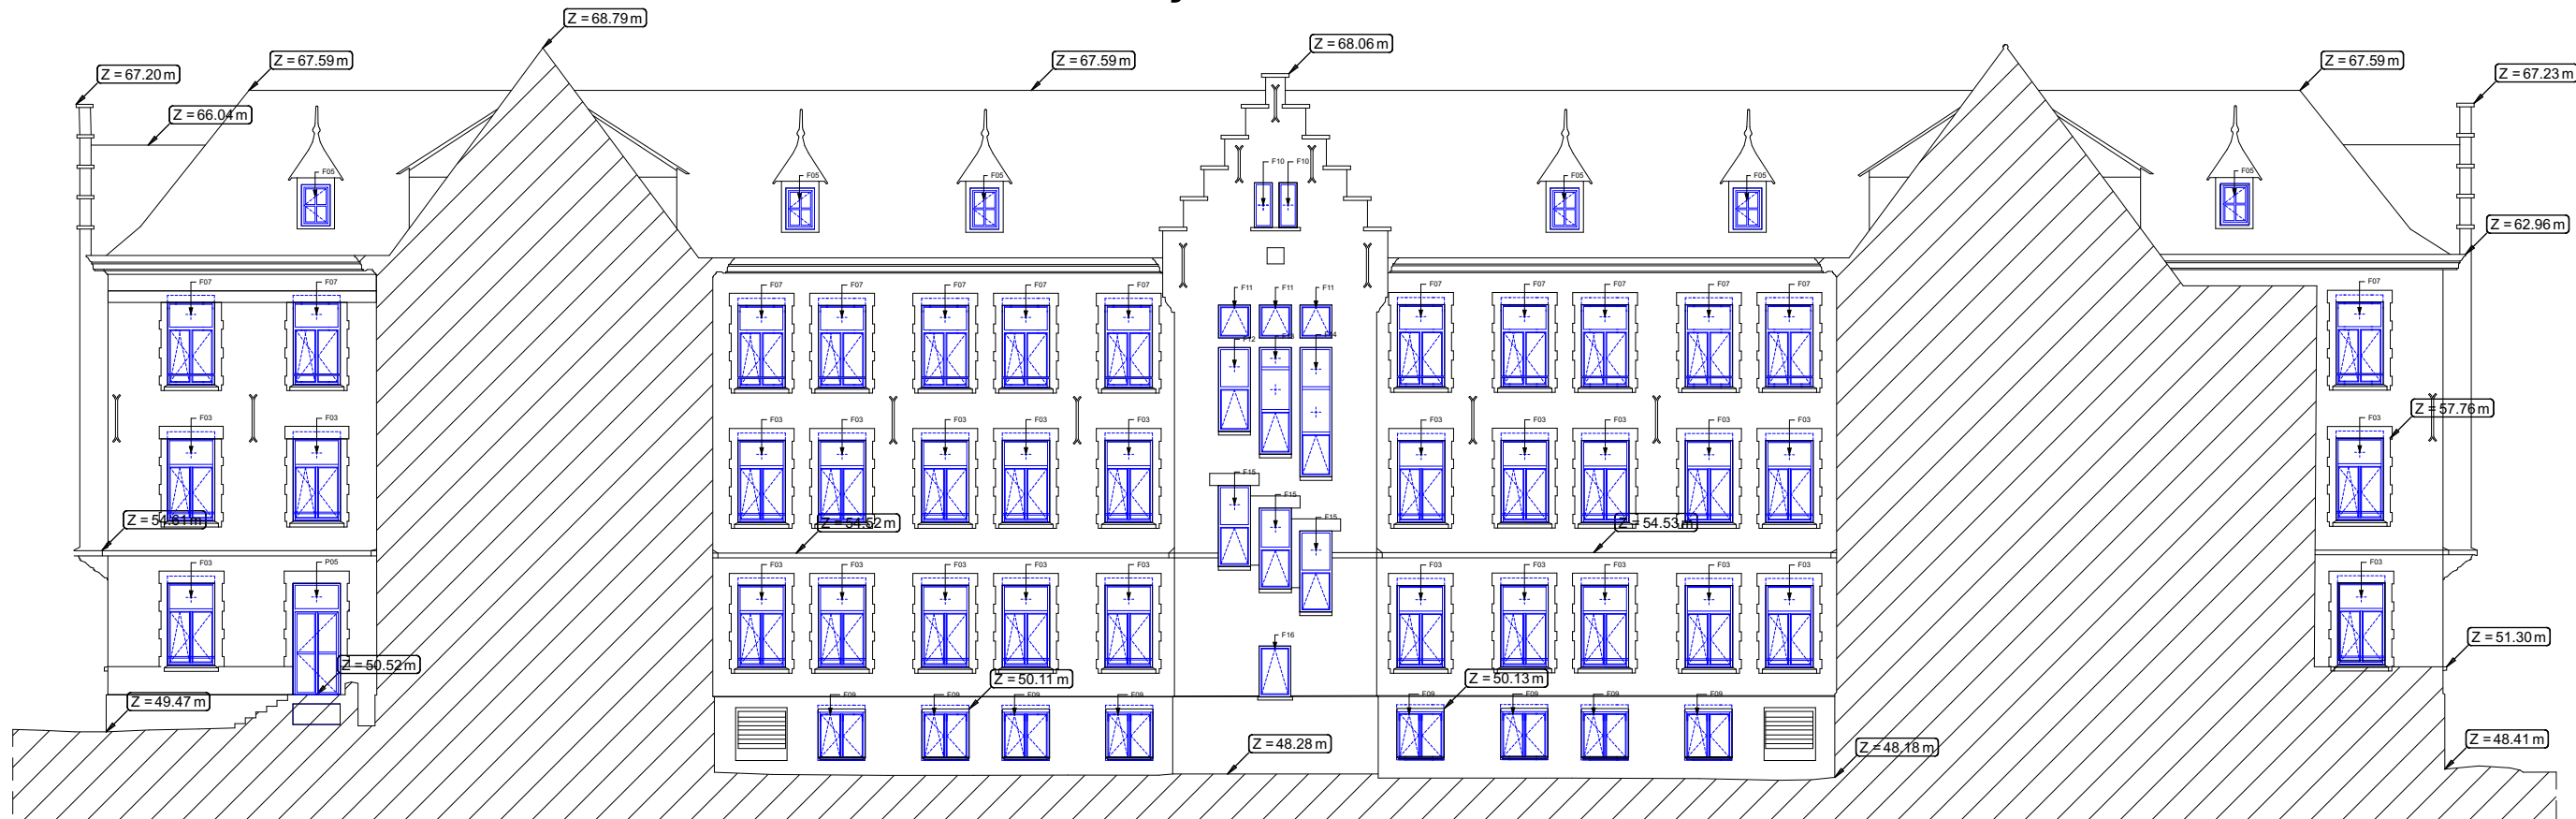 Z = 68.79 m
Z = 68.06 m
Z = 67.59 m
Z = 67.59 m
Z = 67.59 m
Z = 67.20 m
Z = 67.23 m
Z = 66.04 m
F05
F05
F05
F10
F10
F05
F05
F05
Z = 62.96 m
F07
F07
F07
F07
F07
F07
F07
F11
F11
F11
F07
F07
F07
F07
F07
F07
F12
Z = 57.76 m
F03
F03
F03
F03
F03
F03
F03
F03
F03
F03
F03
F03
F03
F15
F15
F15
Z = 54.61 m
Z = 54.52 m
Z = 54.53 m
F03
P05
F03
F03
F03
F03
F03
F03
F03
F03
F03
F03
F03
F16
Z = 50.52 m
Z = 50.11 m
Z = 50.13 m
Z = 51.30 m
Z = 49.47 m
F09
F09
F09
F09
F09
F09
F09
F09
Z = 48.28 m
Z = 48.18 m
Z = 48.41 m